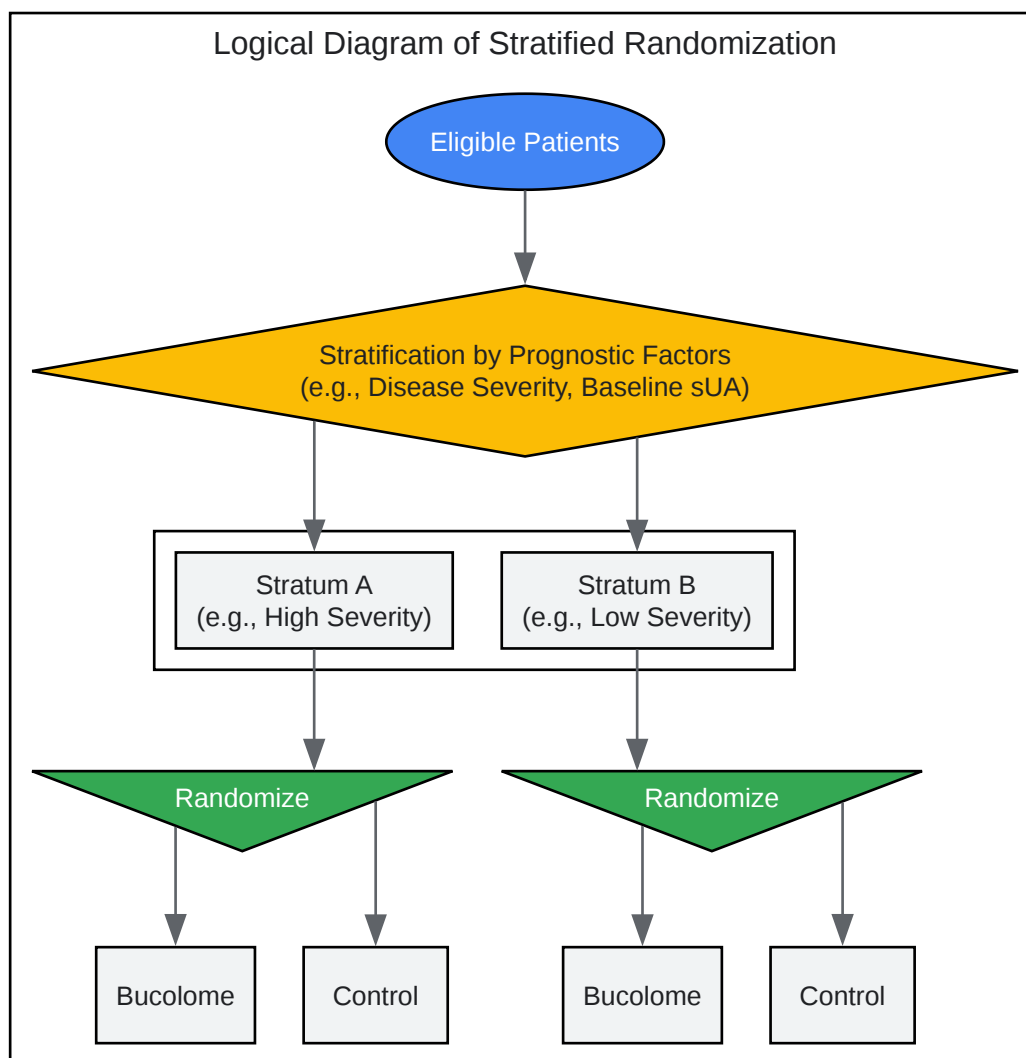 Logical Diagram of Stratified Randomization
Eligible Patients
Stratification by Prognostic Factors
(e.g., Disease Severity, Baseline sUA)
Stratum A
(e.g., High Severity)
Stratum B
(e.g., Low Severity)
Randomize
Randomize
Bucolome
Control
Bucolome
Control